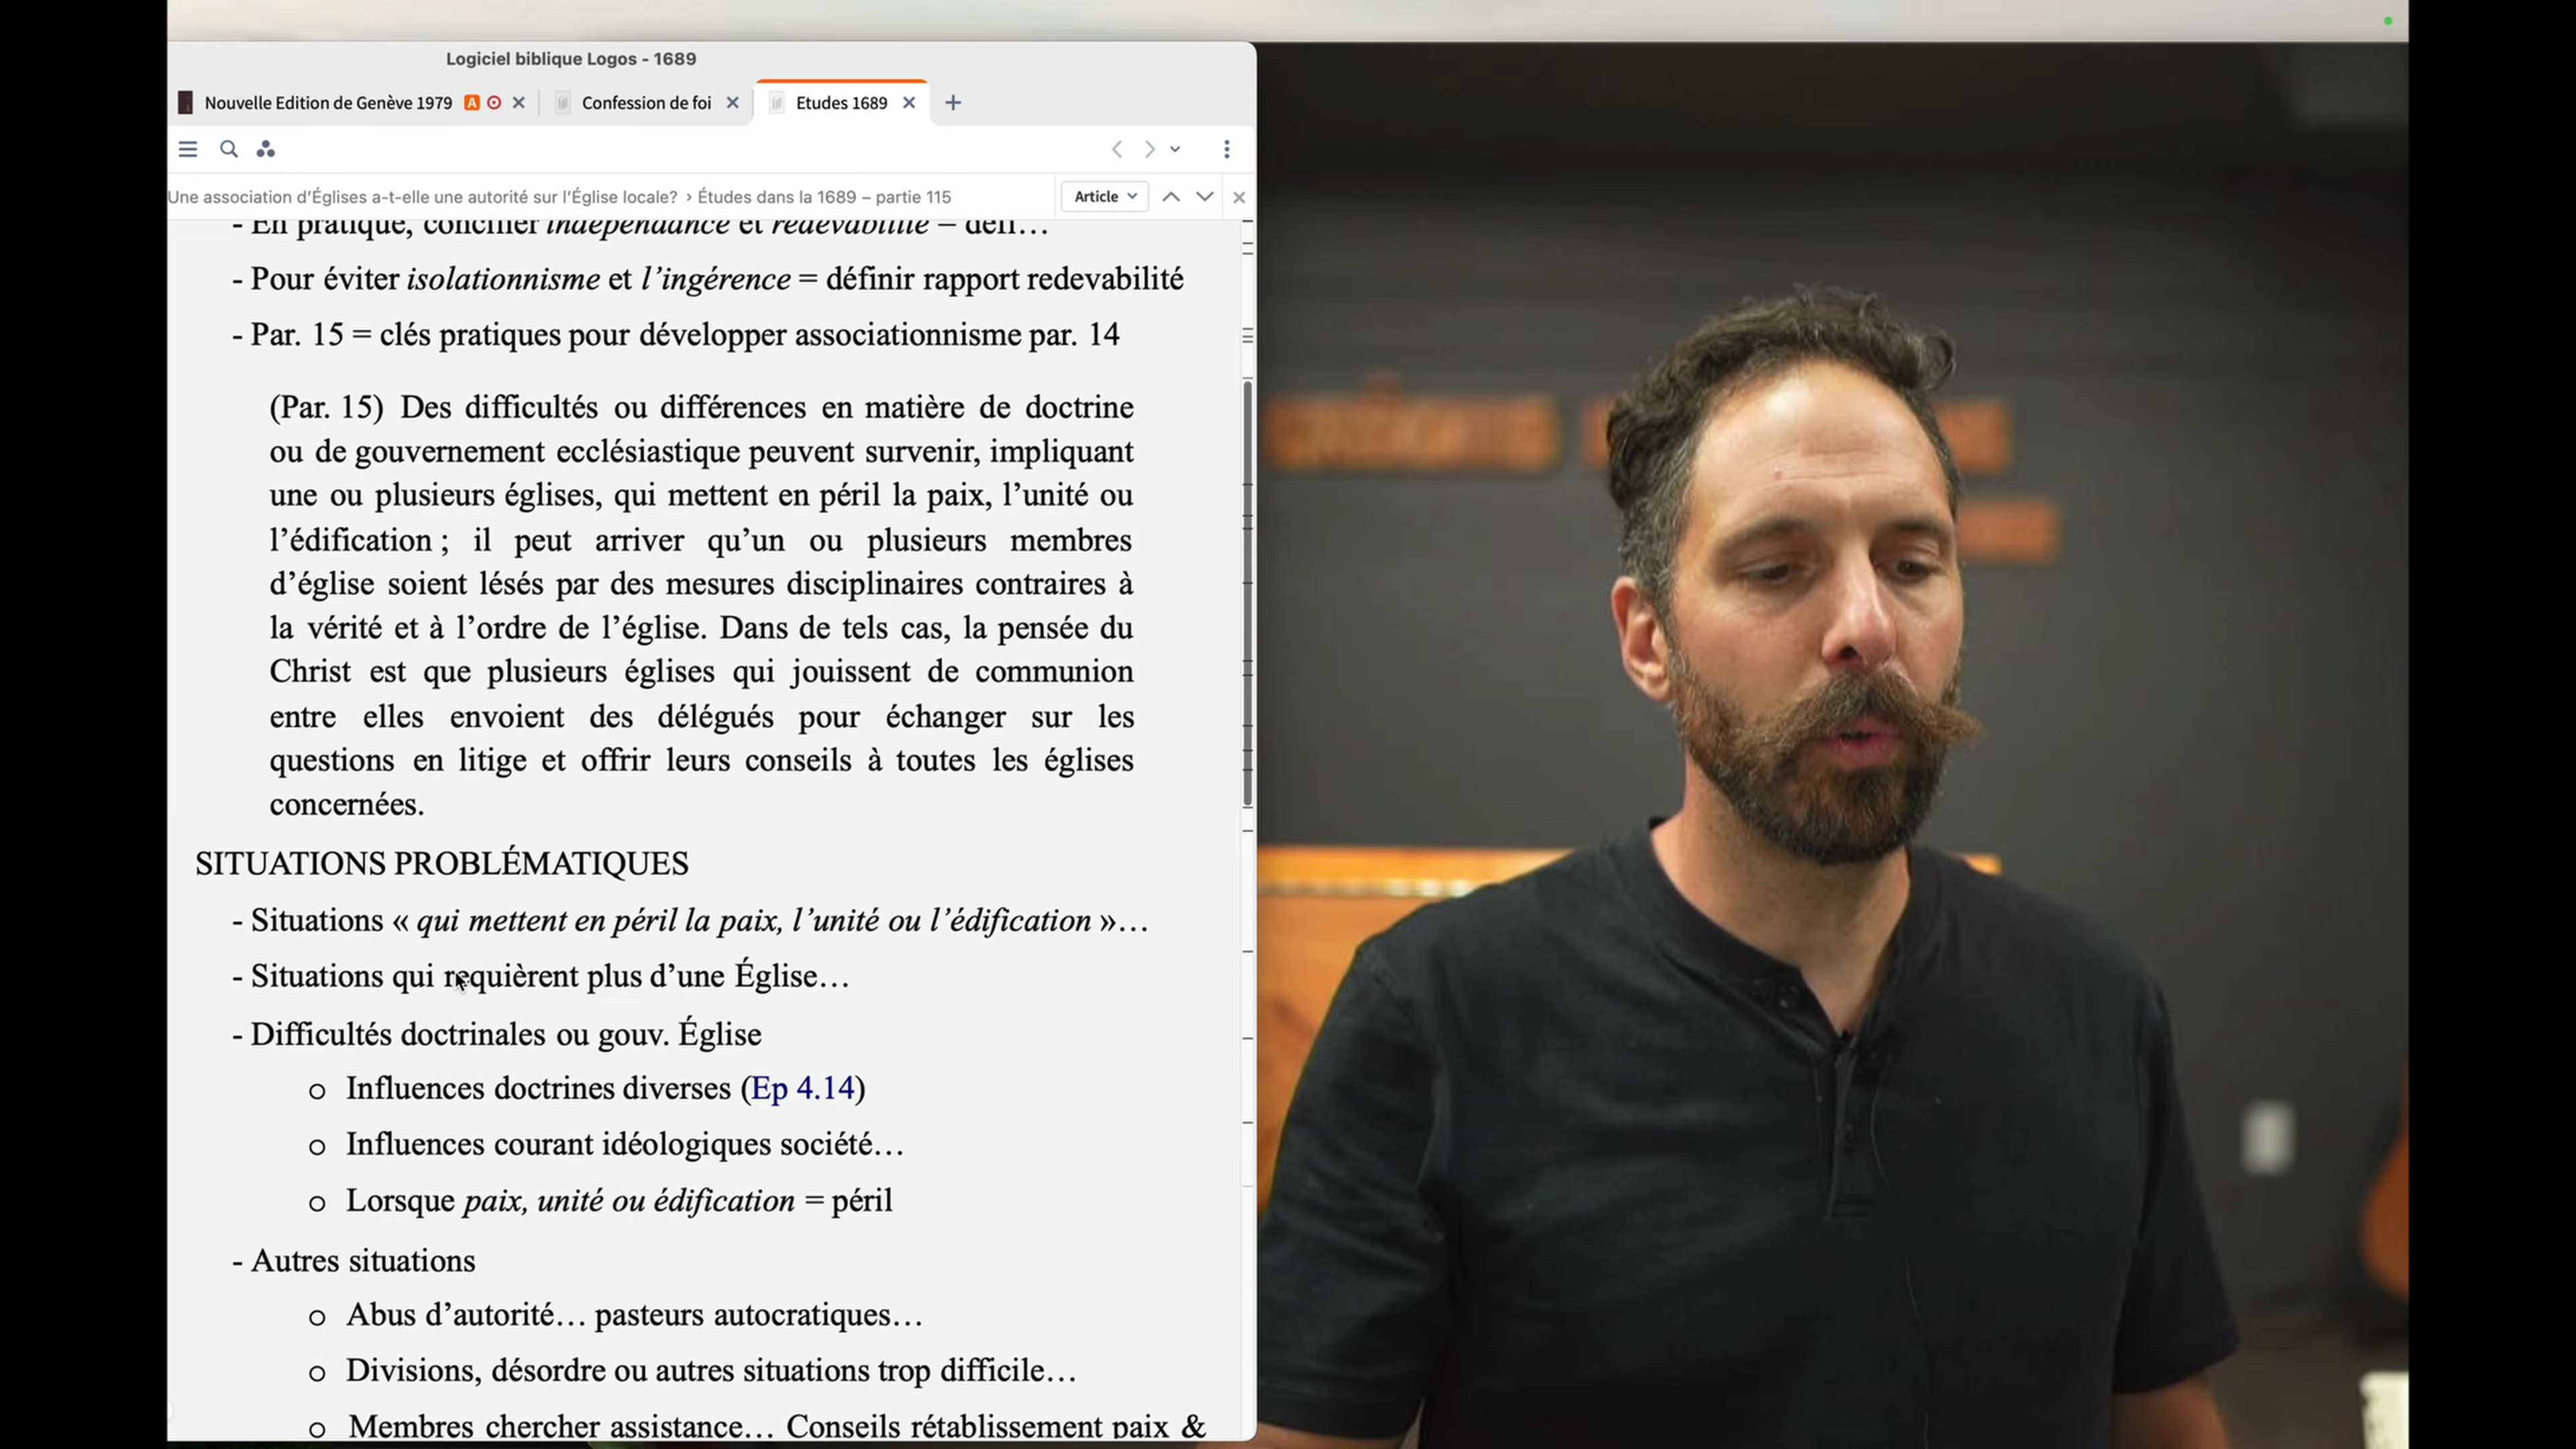 Logiciel biblique Logos - 1689
Nouvelle Edition de Genève 1979 A Confession de foi Etudes 1689
Une association d’Églises a-t-elle une autorité sur l’Église locale? › Études dans la 1689 – partie 115 Article
- En pratique, concilier indépendance et redevabilité – défi…
- Pour éviter isolationnisme et l’ingérence = définir rapport redevabilité
- Par. 15 = clés pratiques pour développer associationnisme par. 14
(Par. 15) Des difficultés ou différences en matière de doctrine
ou de gouvernement ecclésiastique peuvent survenir, impliquant
une ou plusieurs églises, qui mettent en péril la paix, l’unité ou
l’édification ; il peut arriver qu’un ou plusieurs membres
d’église soient lésés par des mesures disciplinaires contraires à
la vérité et à l’ordre de l’église. Dans de tels cas, la pensée du
Christ est que plusieurs églises qui jouissent de communion
entre elles envoient des délégués pour échanger sur les
questions en litige et offrir leurs conseils à toutes les églises
concernées.
SITUATIONS PROBLÉMATIQUES
- Situations « qui mettent en péril la paix, l’unité ou l’édification »…
- Situations qui requièrent plus d’une Église…
- Difficultés doctrinales ou gouv. Église
o Influences doctrines diverses (Ep 4.14)
o Influences courant idéologiques société…
o Lorsque paix, unité ou édification = péril
- Autres situations
o Abus d’autorité… pasteurs autocratiques…
o Divisions, désordre ou autres situations trop difficile…
o Membres chercher assistance… Conseils rétablissement paix &